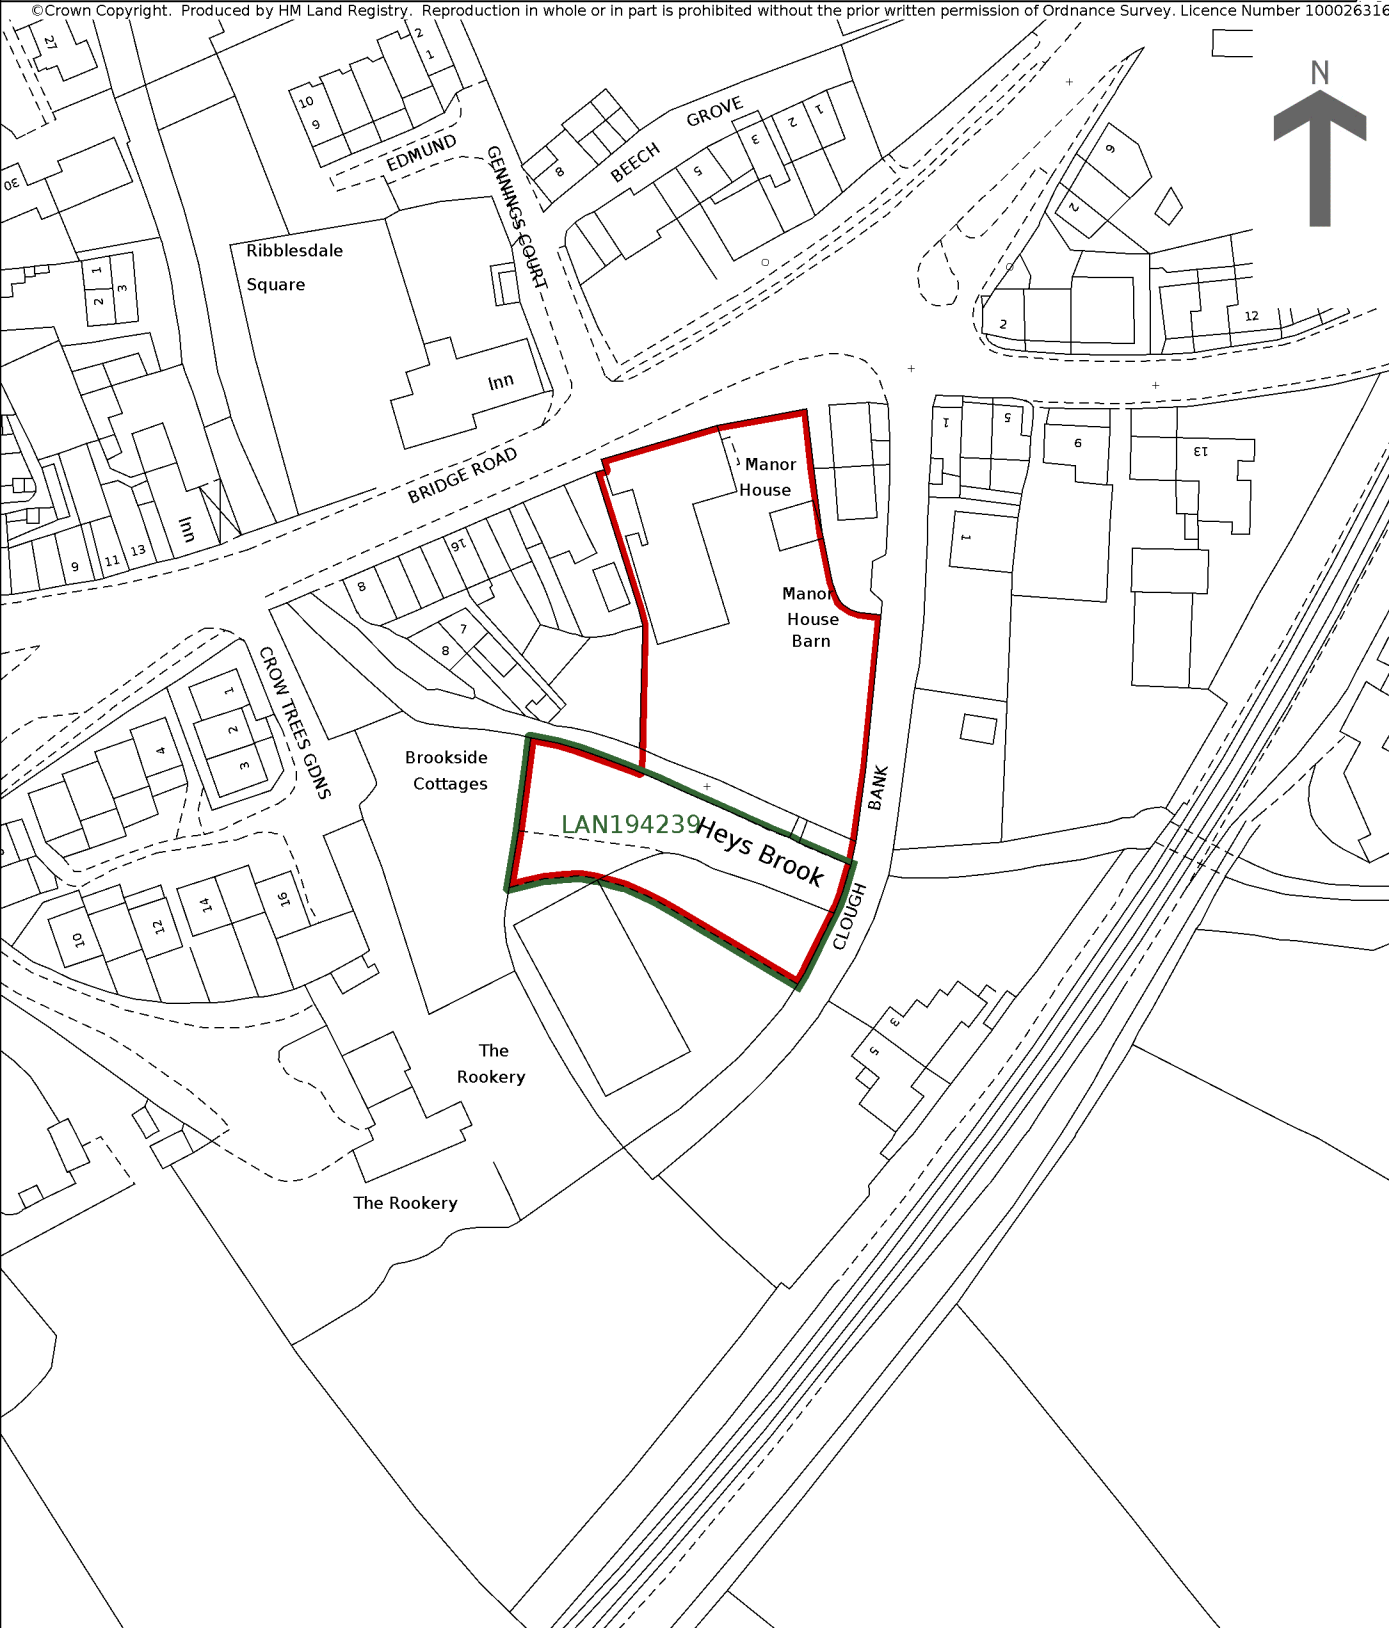 ©Crown Copyright. Produced by HM Land Registry. Reproduction in whole or in part is prohibited without the prior written permission of Ordnance Survey. Licence Number 100026316
27
2
1
10
9
EDMUND
GENNINGS COURT
8
BEECH
GROVE
5
3
2
1
N
6
2
30
1
2
3
Ribblesdale
Square
Inn
2
12
BRIDGE ROAD
Manor
House
1
5
9
13
Inn
9
11
13
8
16
1
7
8
Manor
House
Barn
CROW TREES GDNS
1
2
3
4
Brookside
Cottages
LAN194239
Heys Brook
BANK
CLOUGH
10
12
14
16
3
5
The
Rookery
The Rookery